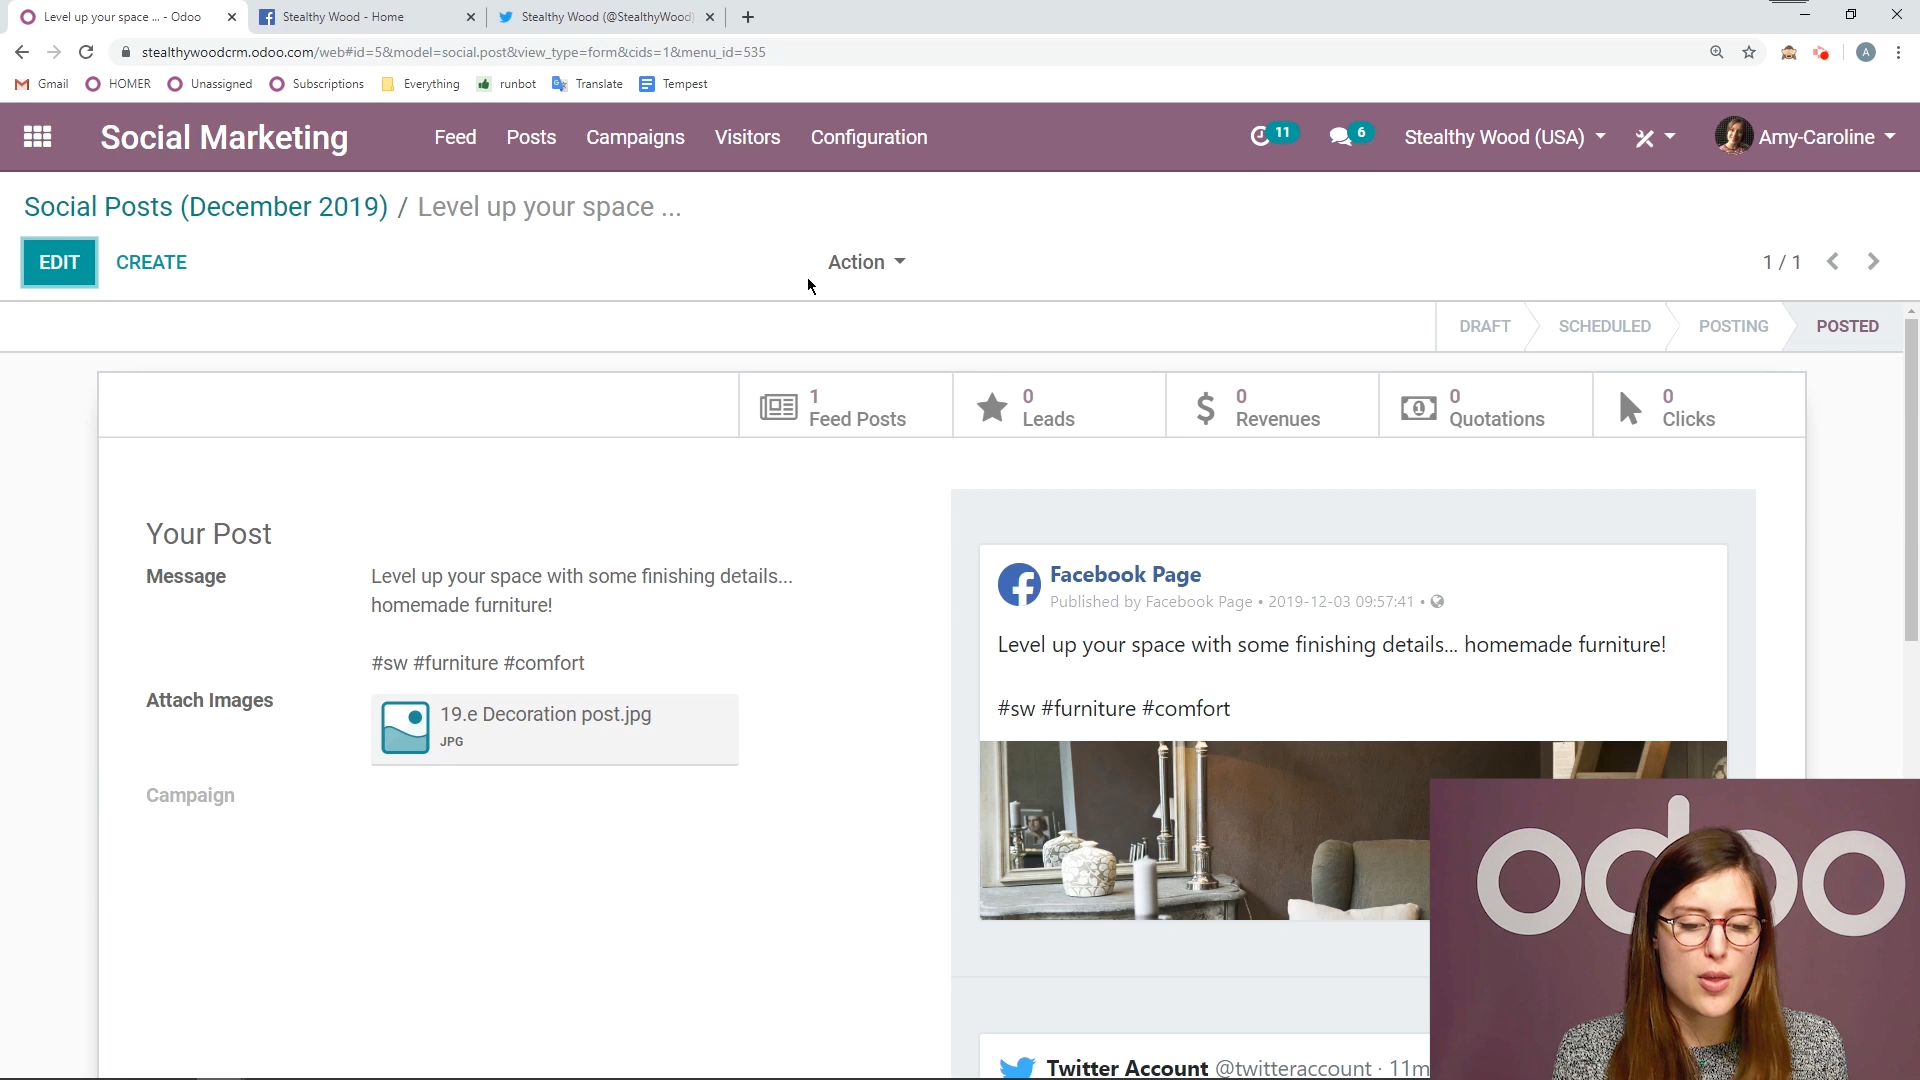 Level up your space ... - Odoo
Stealthy Wood - Home
Stealthy Wood (@StealthyWood)
stealthywoodcrm.odoo.com/web#id=5&model=social.post&view_type=form&cids=1&menu_id=535
A
Gmail
HOMER
Unassigned
Subscriptions
Everything
runbot
Translate
Tempest
Social Marketing
Feed
Posts
Campaigns
Visitors
Configuration
11
6
Stealthy Wood (USA)
Amy-Caroline
Social Posts (December 2019) / Level up your space ...
EDIT
CREATE
Action
1 / 1
DRAFT
SCHEDULED
POSTING
POSTED
1
Feed Posts
0
Leads
0
Revenues
0
Quotations
0
Clicks
Your Post
Message
Level up your space with some finishing details...
homemade furniture!
#sw #furniture #comfort
Attach Images
19.e Decoration post.jpg
JPG
Campaign
Facebook Page
Published by Facebook Page • 2019-12-03 09:57:41 •
Level up your space with some finishing details... homemade furniture!
#sw #furniture #comfort
Twitter Account @twitteraccount · 11m
odoo